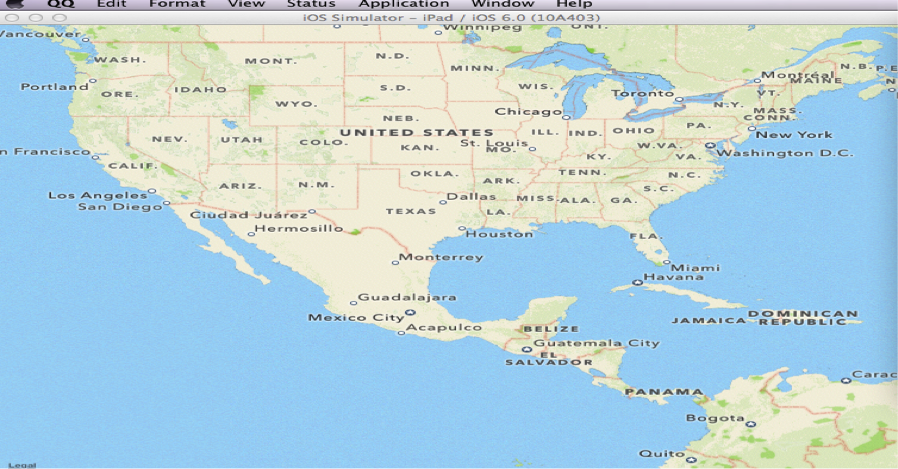 QQ Edit Format View Status Application Window Help
iOS Simulator – iPad / iOS 6.0 (10A403)
Winnipeg ONT.
Vancouver
WASH. MONT. N.D. MINN.
N.B. P.E
Montréal
MAINE
Portland ORE. IDAHO S.D. WIS. Toronto VT.
WYO. N.Y. MASS.
Chicago CONN.
NEB. PA.
NEV. UTAH COLO. UNITED STATES ILL. IND. OHIO New York
KAN. St. Louis W.VA.
MO.
n Francisco KY. VA. Washington D.C.
CALIF. OKLA. TENN. N.C.
ARIZ. N.M. ARK. S.C.
Los Angeles Dallas MISS. ALA. GA.
San Diego
Ciudad Juárez TEXAS LA.
Hermosillo Houston FLA.
Monterrey
Miami
Havana
Guadalajara
Mexico City DOMINICAN
JAMAICA REPUBLIC
Acapulco BELIZE
Guatemala City
EL
SALVADOR
Carac
PANAMA
Bogota
Quito
Legal